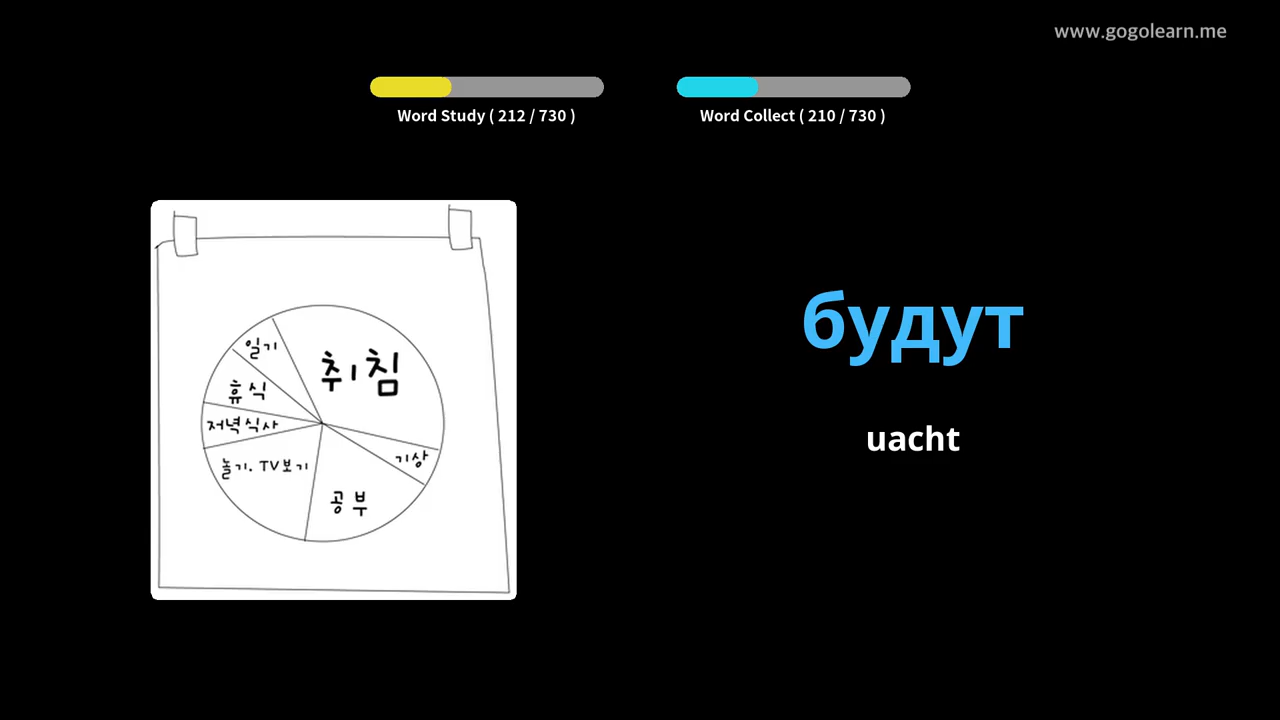 www.gogolearn.me
Word Study ( 212 / 730 )
Word Collect ( 210 / 730 )
일기
취침
휴식
저녁식사
놀기. TV보기
기상
공부
будут
uacht